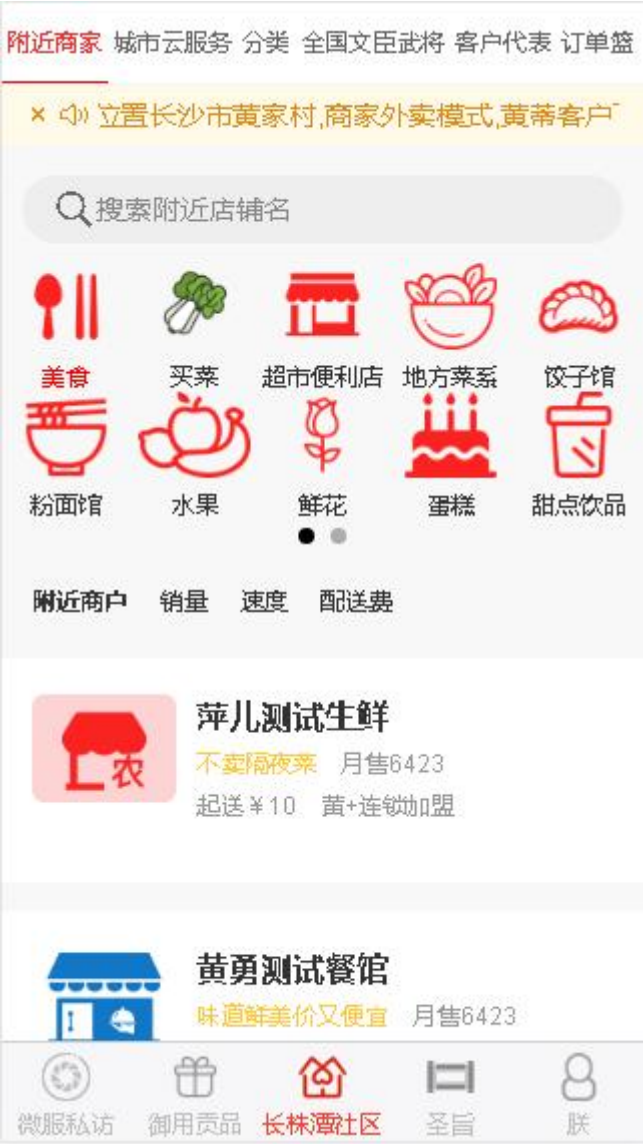 附近商家 城市云服务 分类 全国文臣武将 客户代表 订单篮
× 位置长沙市黄家村,商家外卖模式,黄蒂客户
搜索附近店铺名
美食 买菜 超市便利店 地方菜系 饺子馆
粉面馆 水果 鲜花 蛋糕 甜点饮品
附近商户 销量 速度 配送费
农
萍儿测试生鲜
不卖隔夜菜 月售6423
起送￥10 黄+连锁加盟
黄勇测试餐馆
味道鲜美价又便宜 月售6423
微服私访 御用贡品 长株潭社区 圣旨 朕